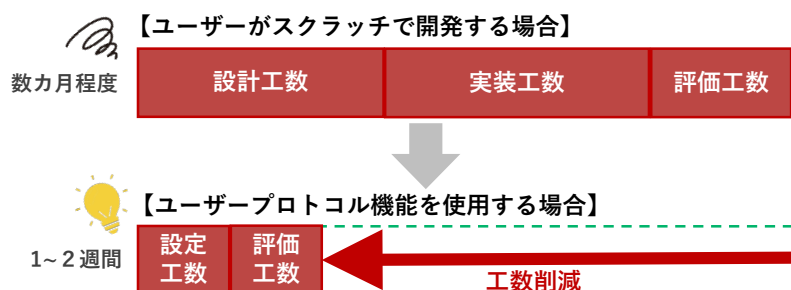 【ユーザーがスクラッチで開発する場合】
数カ月程度
設計工数
実装工数
評価工数
【ユーザープロトコル機能を使用する場合】
1~２週間
設定
工数
評価
工数
工数削減